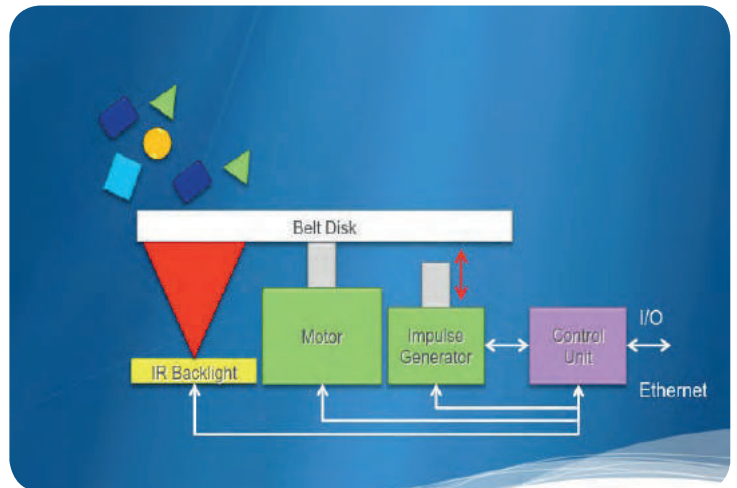 Belt Disk
Motor
Impulse
Generator
Control
Unit
I/O
Ethernet
IR Backlight